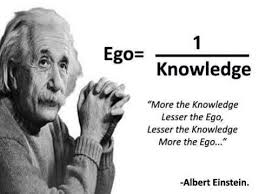 Ego= 1
Knowledge
“More the Knowledge
Lesser the Ego,
Lesser the Knowledge
More the Ego...”
-Albert Einstein.